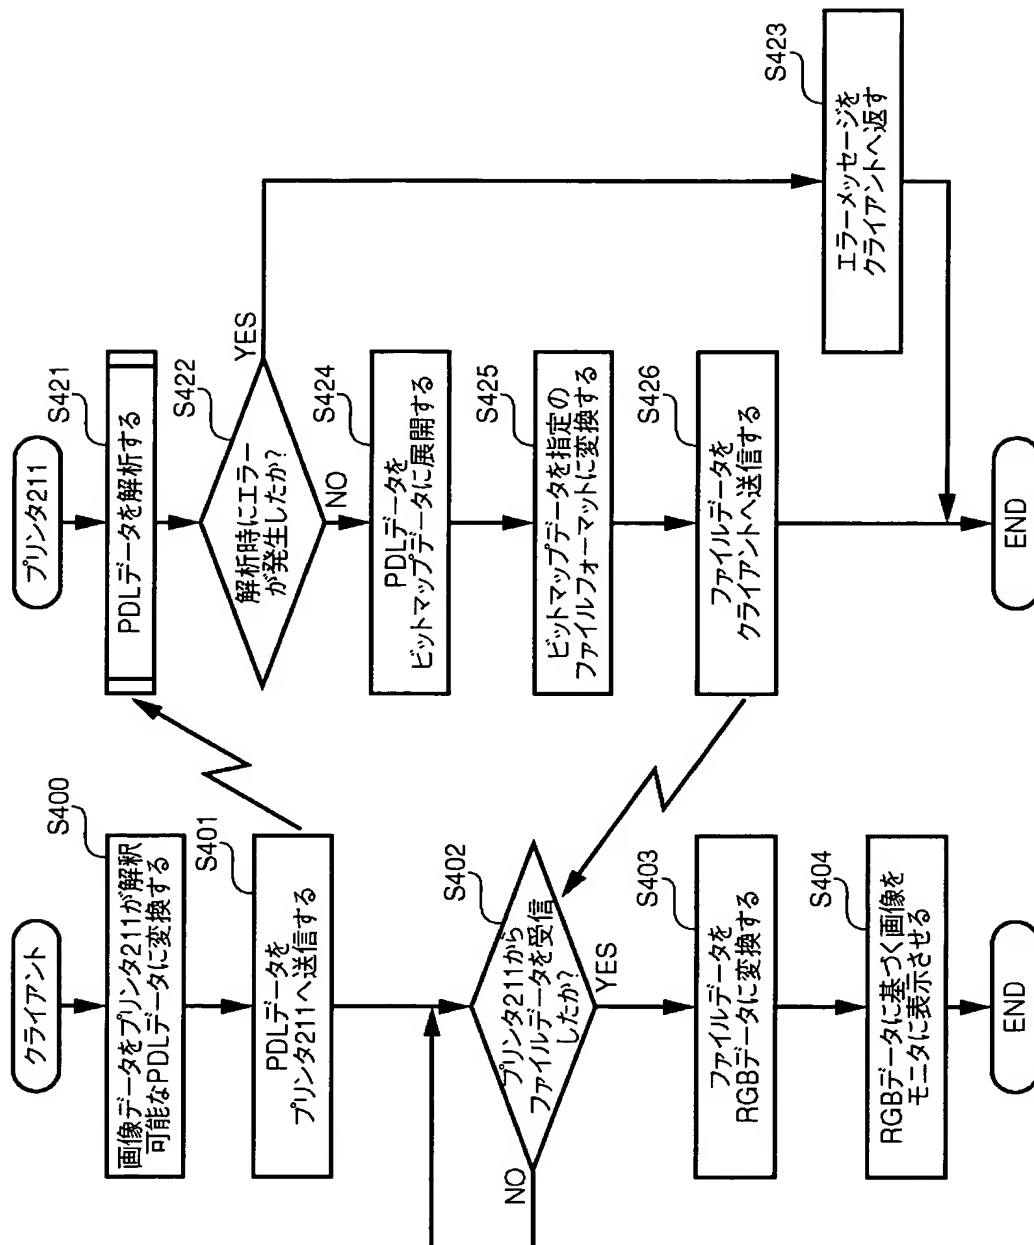 クライアント
S400
画像データをプリンタ211が解釈
可能なPDLデータに変換する
S401
PDLデータを
プリンタ211へ送信する
S402
プリンタ211から
ファイルデータを受信
したか？
NO
YES
S403
ファイルデータを
RGBデータに変換する
S404
RGBデータに基づく画像を
モニタに表示させる
END
プリンタ211
S421
PDLデータを解析する
S422
解析時にエラー
が発生したか？
YES
NO
S424
PDLデータを
ビットマップデータに展開する
S425
ビットマップデータを指定の
ファイルフォーマットに変換する
S426
ファイルデータを
クライアントへ送信する
S423
エラーメッセージを
クライアントへ返す
END